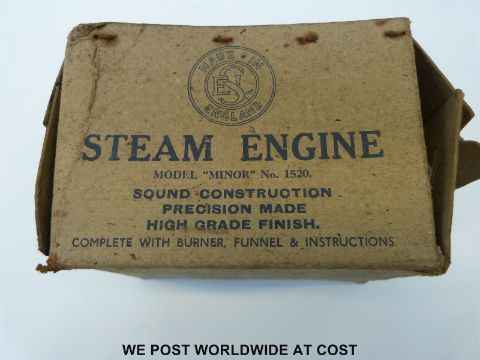 MADE IN
ESL
ENGLAND
STEAM ENGINE
MODEL "MINOR" No. 1520.
SOUND CONSTRUCTION
PRECISION MADE
HIGH GRADE FINISH.
COMPLETE WITH BURNER, FUNNEL & INSTRUCTIONS
WE POST WORLDWIDE AT COST